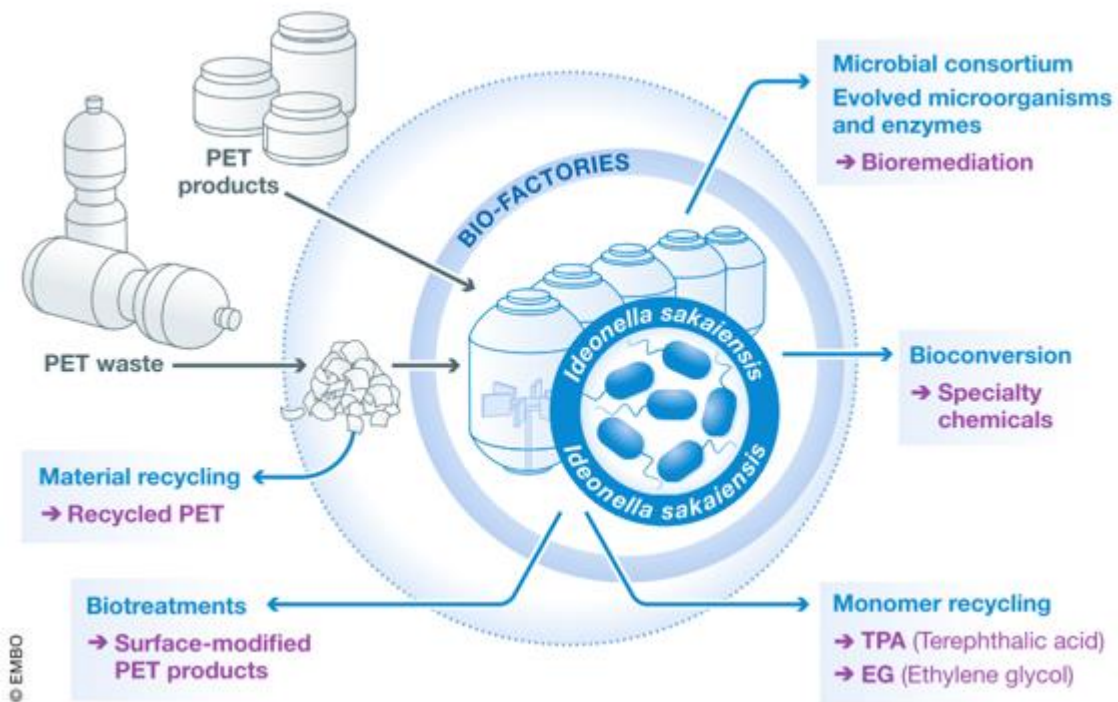 PET
products
PET waste
BIO-FACTORIES
Ideonella sakaiensis
Ideonella sakaiensis
Microbial consortium
Evolved microorganisms
and enzymes
➔ Bioremediation
Bioconversion
➔ Specialty
chemicals
Material recycling
➔ Recycled PET
Biotreatments
➔ Surface-modified
PET products
Monomer recycling
➔ TPA (Terephthalic acid)
➔ EG (Ethylene glycol)
© EMBO